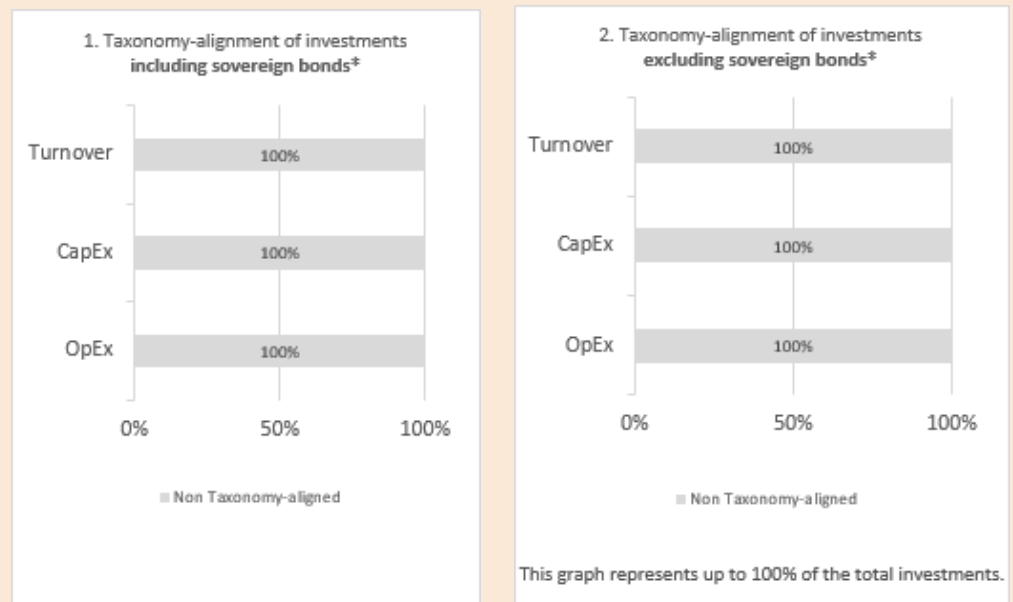 1. Taxonomy-alignment of investments
including sovereign bonds*
Turnover
100%
CapEx
100%
OpEx
100%
0%
50%
100%
Non Taxonomy-aligned
2. Taxonomy-alignment of investments
excluding sovereign bonds*
Turnover
100%
CapEx
100%
OpEx
100%
0%
50%
100%
Non Taxonomy-aligned
This graph represents up to 100% of the total investments.